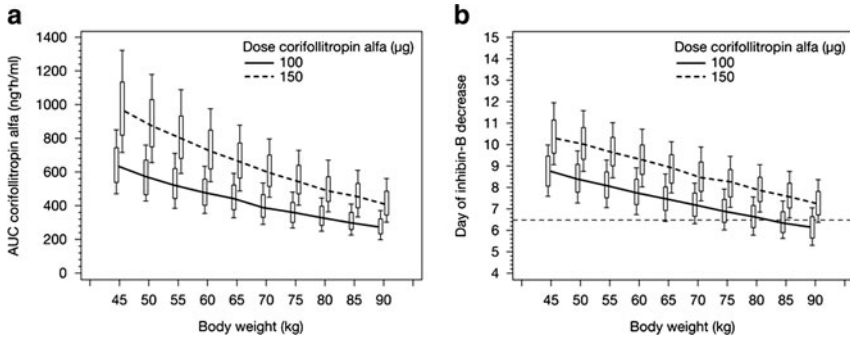 a
Dose corifollitropin alfa (µg)
100
150
AUC corifollitropin alfa (ng*h/ml)
1400
1200
1000
800
600
400
200
0
45 50 55 60 65 70 75 80 85 90
Body weight (kg)
b
Dose corifollitropin alfa (µg)
100
150
Day of inhibin-B decrease
15
14
13
12
11
10
9
8
7
6
5
4
45 50 55 60 65 70 75 80 85 90
Body weight (kg)